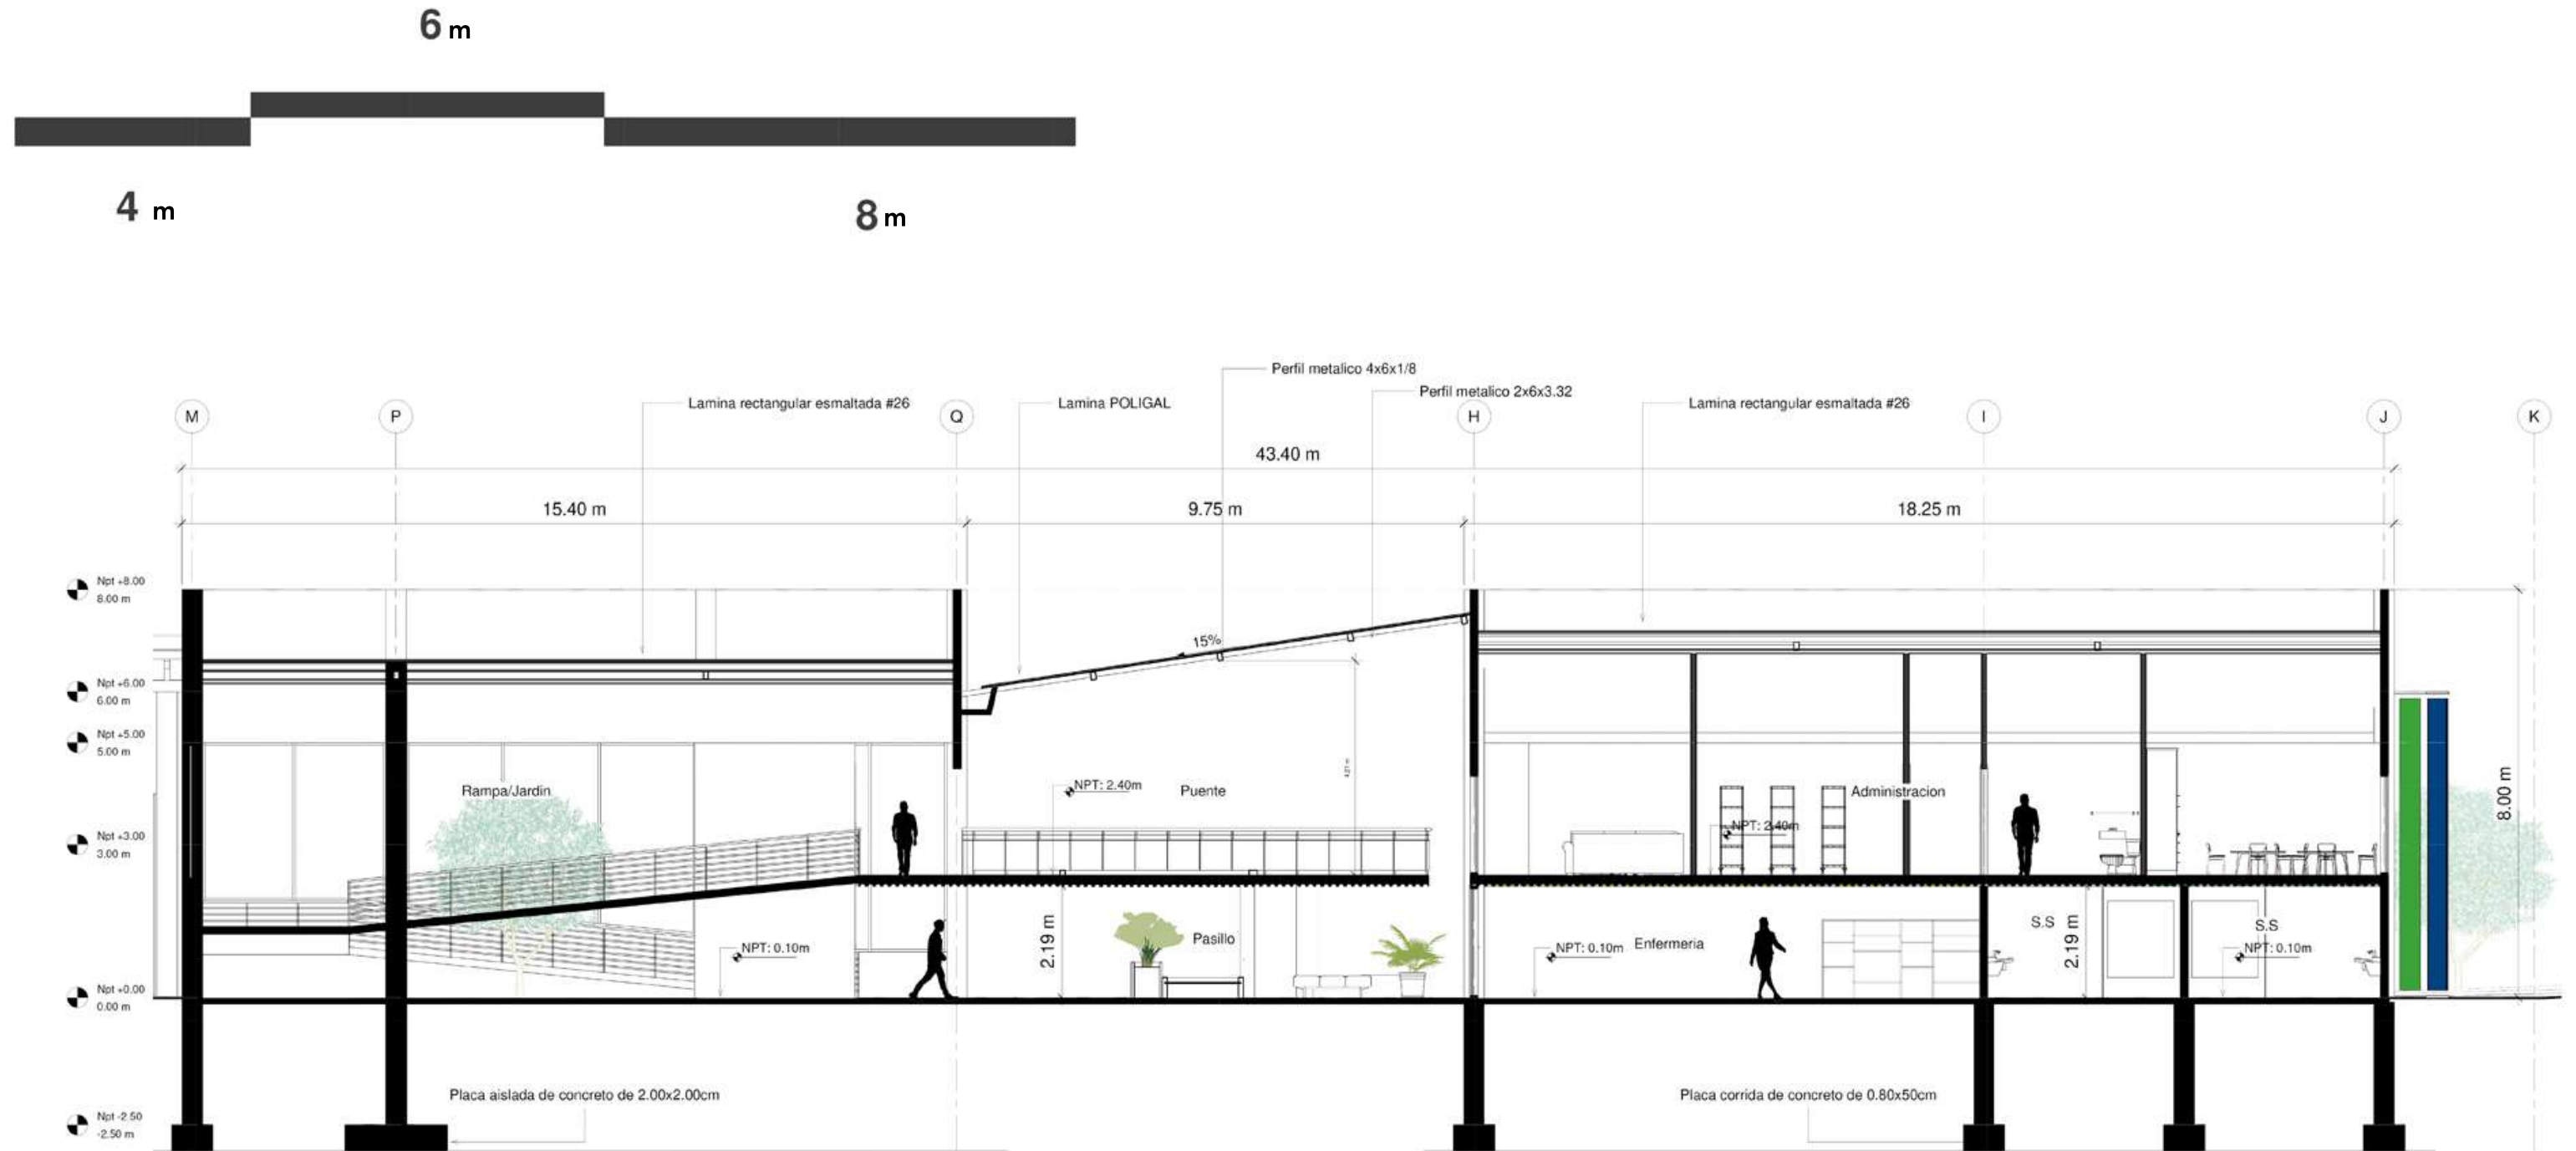 6 m
4 m
8 m
Perfil metalico 4x6x1/8
Perfil metalico 2x6x3.32
Lamina rectangular esmaltada #26
Lamina POLIGAL
Lamina rectangular esmaltada #26
M
P
Q
H
I
J
K
43.40 m
15.40 m
9.75 m
18.25 m
Npt +8.00
8.00 m
15%
Npt +6.00
6.00 m
Npt +5.00
5.00 m
Rampa/Jardin
NPT: 2.40m
Puente
Administracion
8.00 m
NPT: 2.40m
Npt +3.00
3.00 m
2.19 m
Pasillo
NPT: 0.10m
NPT: 0.10m
Enfermeria
S.S
2.19 m
S.S
NPT: 0.10m
Npt +0.00
0.00 m
Placa aislada de concreto de 2.00x2.00cm
Placa corrida de concreto de 0.80x50cm
Npt -2.50
-2.50 m